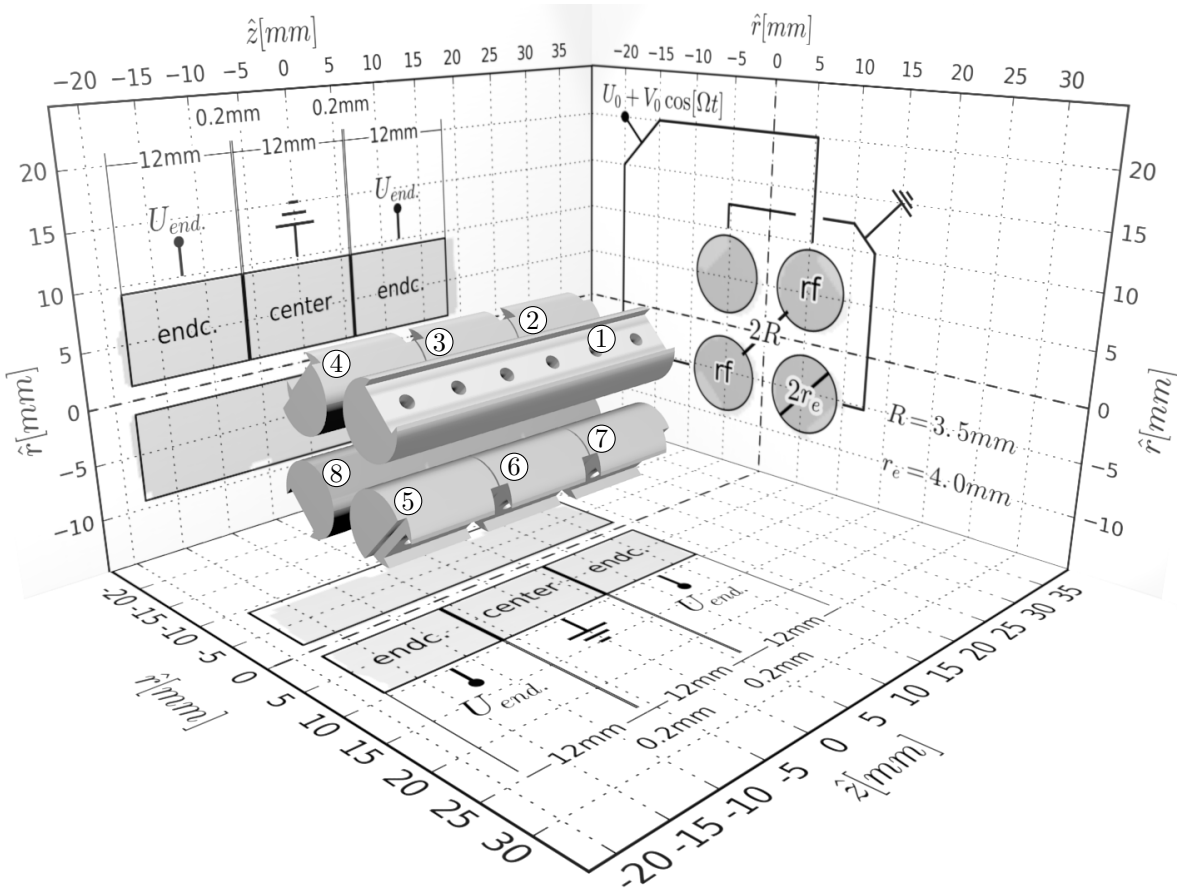 ẑ[mm]
−20 −15 −10 −5 0 5 10 15 20 25 30 35
r̂[mm]
−20 −15 −10 −5 0 5 10 15 20 25 30
0.2mm 0.2mm
12mm 12mm 12mm
U_end. U_end.
endc. center endc.
20
15
10
5
0
−5
−10
r̂[mm]
U₀+V₀cos[Ωt]
rf
2R
rf
2rₑ
R=3.5mm
rₑ=4.0mm
20
15
10
5
0
−5
−10
r̂[mm]
① ② ③ ④
⑤ ⑥ ⑦ ⑧
endc. center endc.
U_end. U_end.
12mm 12mm 12mm
0.2mm 0.2mm
-20 -15 -10 -5 0 5 10 15 20 25 30
r̂[mm]
-20 -15 -10 -5 0 5 10 15 20 25 30 35
ẑ[mm]